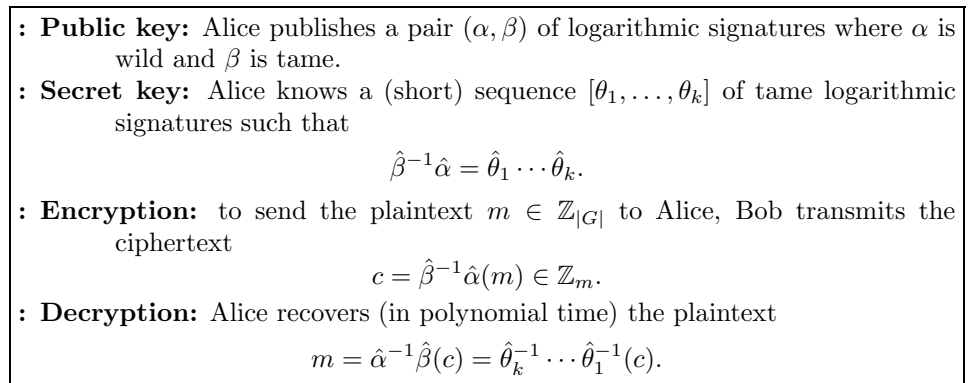 : Public key: Alice publishes a pair (α, β) of logarithmic signatures where α is
wild and β is tame.
: Secret key: Alice knows a (short) sequence [θ₁, . . . , θₖ] of tame logarithmic
signatures such that
β̂⁻¹α̂ = θ̂₁ · · · θ̂ₖ.
: Encryption: to send the plaintext m ∈ ℤ_{|G|} to Alice, Bob transmits the
ciphertext
c = β̂⁻¹α̂(m) ∈ ℤₘ.
: Decryption: Alice recovers (in polynomial time) the plaintext
m = α̂⁻¹β̂(c) = θ̂ₖ⁻¹ · · · θ̂₁⁻¹(c).